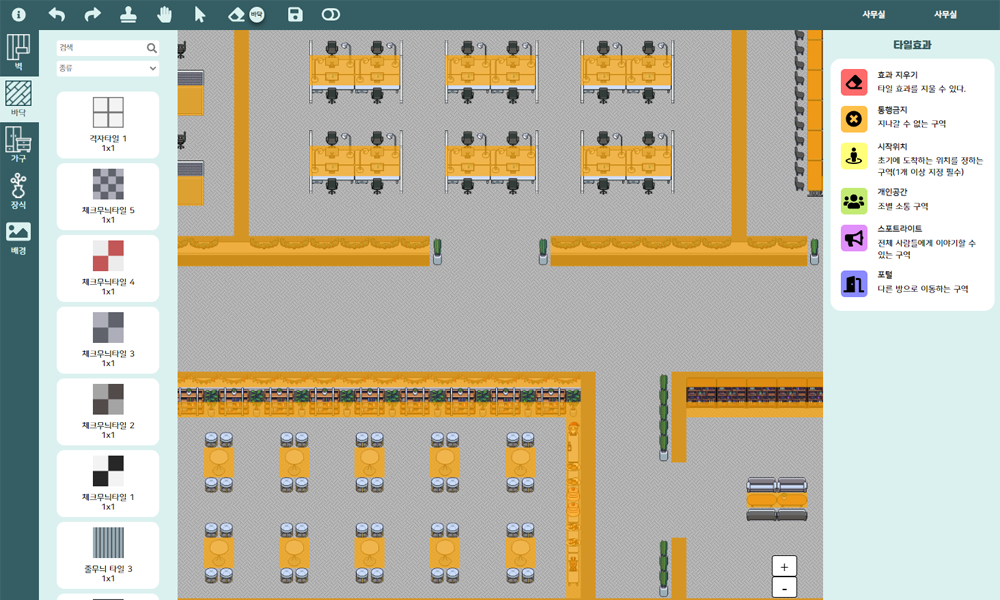 바닥
사무실
사무실
벽
바닥
가구
장식
배경
검색
종류
격자타일 1
1x1
체크무늬타일 5
1x1
체크무늬타일 4
1x1
체크무늬타일 3
1x1
체크무늬타일 2
1x1
체크무늬타일 1
1x1
줄무늬 타일 3
1x1
+
-
타일효과
효과 지우기
타일 효과를 지울 수 있다.
통행금지
지나갈 수 없는 구역
시작위치
초기에 도착하는 위치를 정하는
구역(1개 이상 지정 필수)
개인공간
조별 소통 구역
스포트라이트
전체 사람들에게 이야기할 수
있는 구역
포털
다른 방으로 이동하는 구역